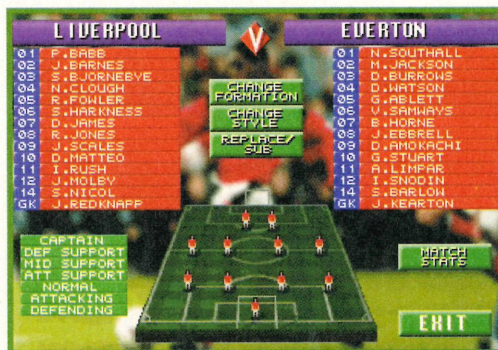 LIVERPOOL
V
EVERTON
01 P.BABB
02 J.BARNES
03 S.BJORNEBYE
04 N.CLOUGH
05 R.FOWLER
06 S.HARKNESS
07 D.JAMES
08 R.JONES
09 J.SCALES
10 D.MATTEO
11 I.RUSH
12 J.MOLBY
14 S.NICOL
GK J.REDKNAPP
CHANGE
FORMATION
CHANGE
STYLE
REPLACE/
SUB
01 N.SOUTHALL
02 M.JACKSON
03 D.BURROWS
04 D.WATSON
05 G.ABLETT
06 V.SAMWAYS
07 B.HORNE
08 J.EBBRELL
09 D.AMOKACHI
10 G.STUART
11 A.LIMPAR
12 I.SNODIN
14 S.BARLOW
GK J.KEARTON
CAPTAIN
DEF SUPPORT
MID SUPPORT
ATT SUPPORT
NORMAL
ATTACKING
DEFENDING
MATCH
STATS
EXIT